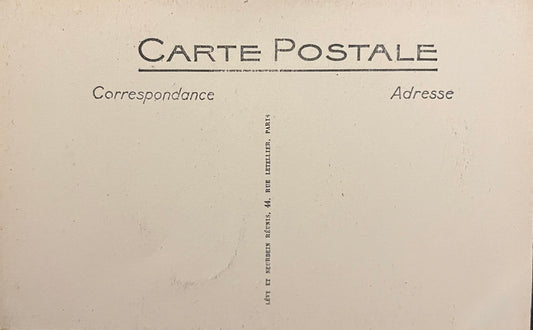 CARTE POSTALE
Correspondance
Adresse
LÉVY ET NEURDEIN RÉUNIS, 44, RUE LETELLIER, PARIS